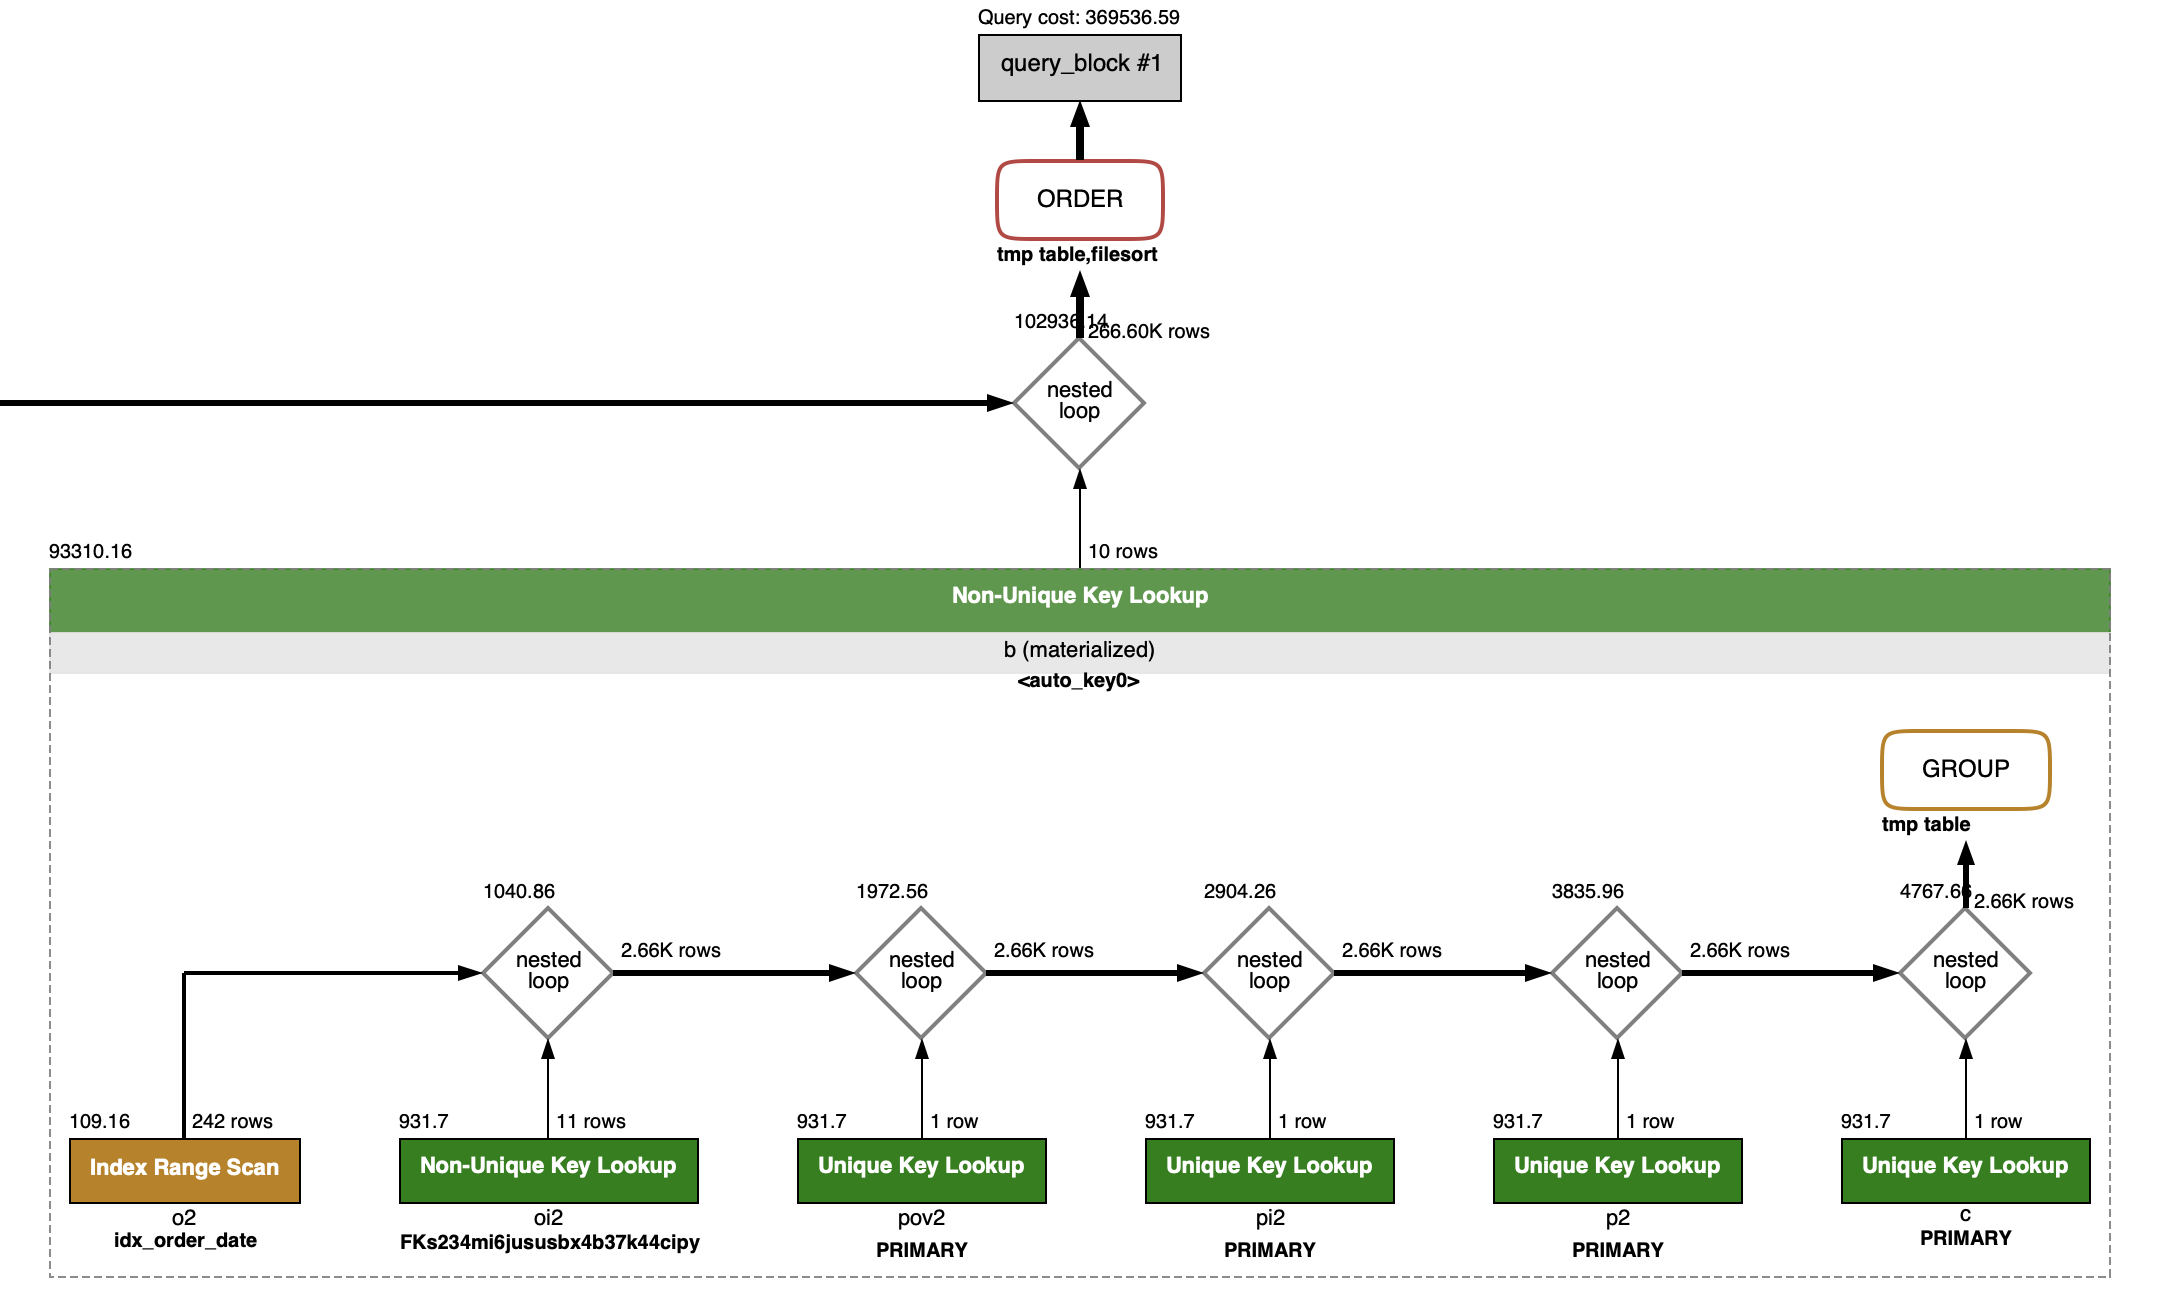 Query cost: 369536.59
query_block #1
ORDER
tmp table,filesort
102936.14
266.60K rows
nested
loop
10 rows
93310.16
Non-Unique Key Lookup
b (materialized)
<auto_key0>
GROUP
tmp table
1040.86
1972.56
2904.26
3835.96
4767.66
2.66K rows
nested
loop
2.66K rows
nested
loop
2.66K rows
nested
loop
2.66K rows
nested
loop
2.66K rows
nested
loop
109.16
242 rows
931.7
11 rows
931.7
1 row
931.7
1 row
931.7
1 row
931.7
1 row
Index Range Scan
Non-Unique Key Lookup
Unique Key Lookup
Unique Key Lookup
Unique Key Lookup
Unique Key Lookup
o2
idx_order_date
oi2
FKs234mi6jususbx4b37k44cipy
pov2
PRIMARY
pi2
PRIMARY
p2
PRIMARY
c
PRIMARY